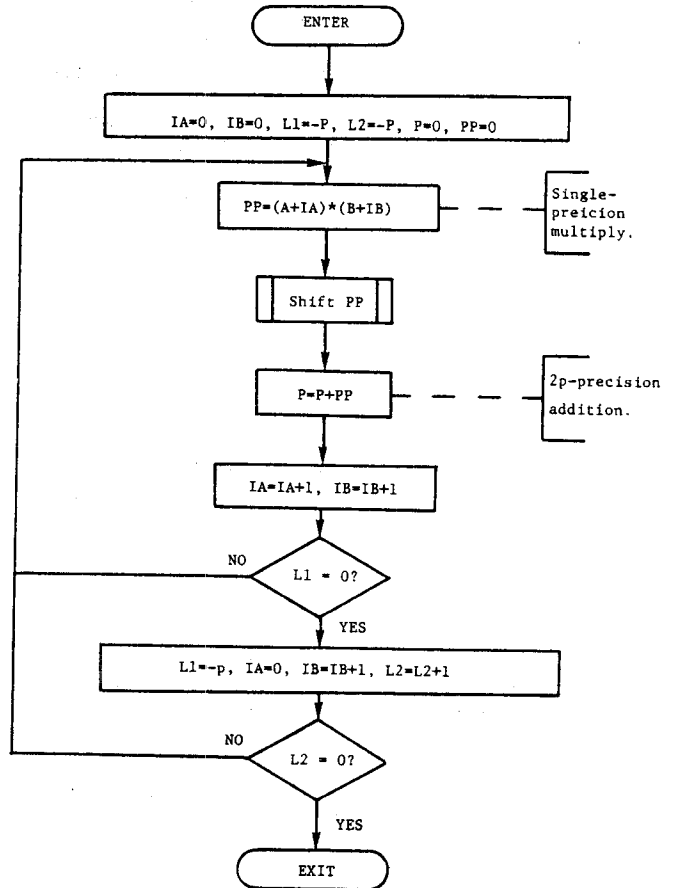 ENTER
IA=0, IB=0, L1=-P, L2=-P, P=0, PP=0
PP=(A+IA)*(B+IB)
Single-
preicion
multiply.
Shift PP
P=P+PP
2p-precision
addition.
IA=IA+1, IB=IB+1
L1 = 0?
NO
YES
L1=-p, IA=0, IB=IB+1, L2=L2+1
L2 = 0?
NO
YES
EXIT